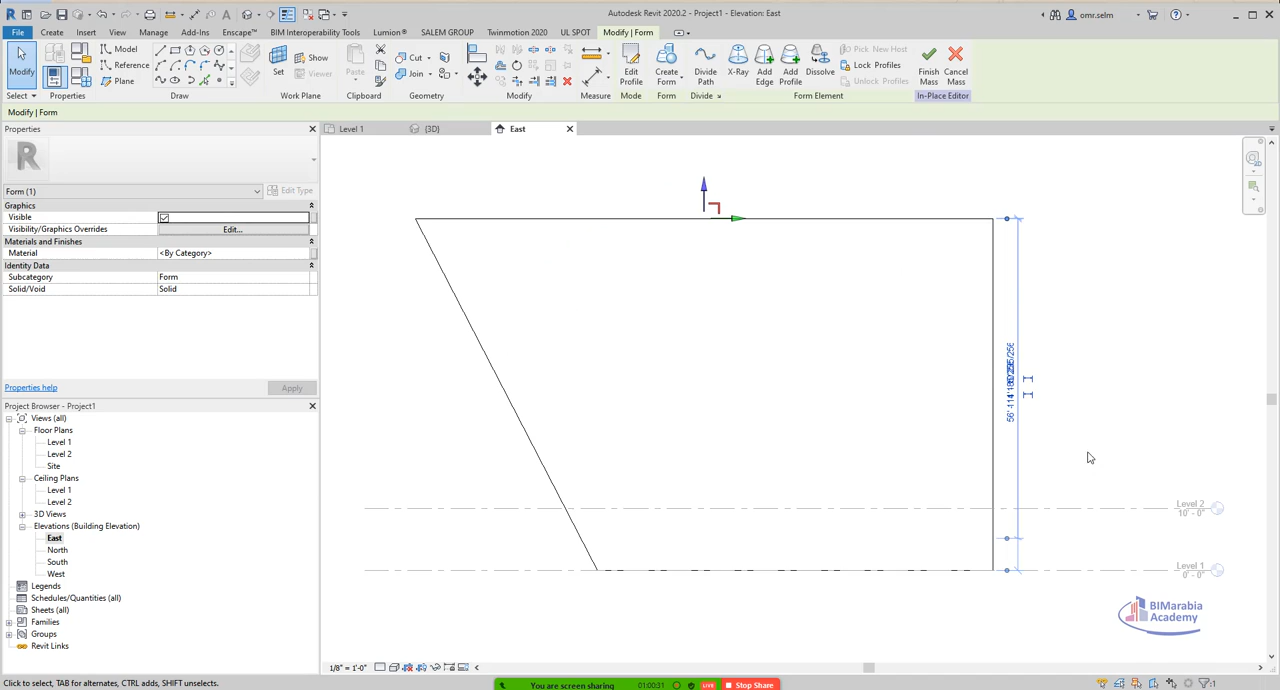 Autodesk Revit 2020.2 - Project1 - Elevation: East
omr.selm
File Create Insert View Manage Add-Ins Enscape™ BIM Interoperability Tools Lumion® SALEM GROUP Twinmotion 2020 UL SPOT Modify | Form
Model
Reference
Plane
Show
Viewer
Cut
Join
Pick New Host
Lock Profiles
Unlock Profiles
Modify Set Paste Edit Profile Create Form Divide Path X-Ray Add Edge Add Profile Dissolve Finish Mass Cancel Mass
Select Properties Draw Work Plane Clipboard Geometry Modify Measure Mode Form Divide Form Element In-Place Editor
Modify | Form
Properties
Level 1 (3D) East
Form (1) Edit Type
Graphics
Visible
Visibility/Graphics Overrides Edit...
Materials and Finishes
Material <By Category>
Identity Data
Subcategory Form
Solid/Void Solid
Properties help Apply
Project Browser - Project1
Views (all)
Floor Plans
Level 1
Level 2
Site
Ceiling Plans
Level 1
Level 2
3D Views
Elevations (Building Elevation)
East
North
South
West
Legends
Schedules/Quantities (all)
Sheets (all)
Families
Groups
Revit Links
Level 2
10' - 0"
Level 1
0' - 0"
BIMarabia
Academy
1/8" = 1'-0"
Click to select, TAB for alternates, CTRL adds, SHIFT unselects.
You are screen sharing 01:00:31 LIVE Stop Share
:1